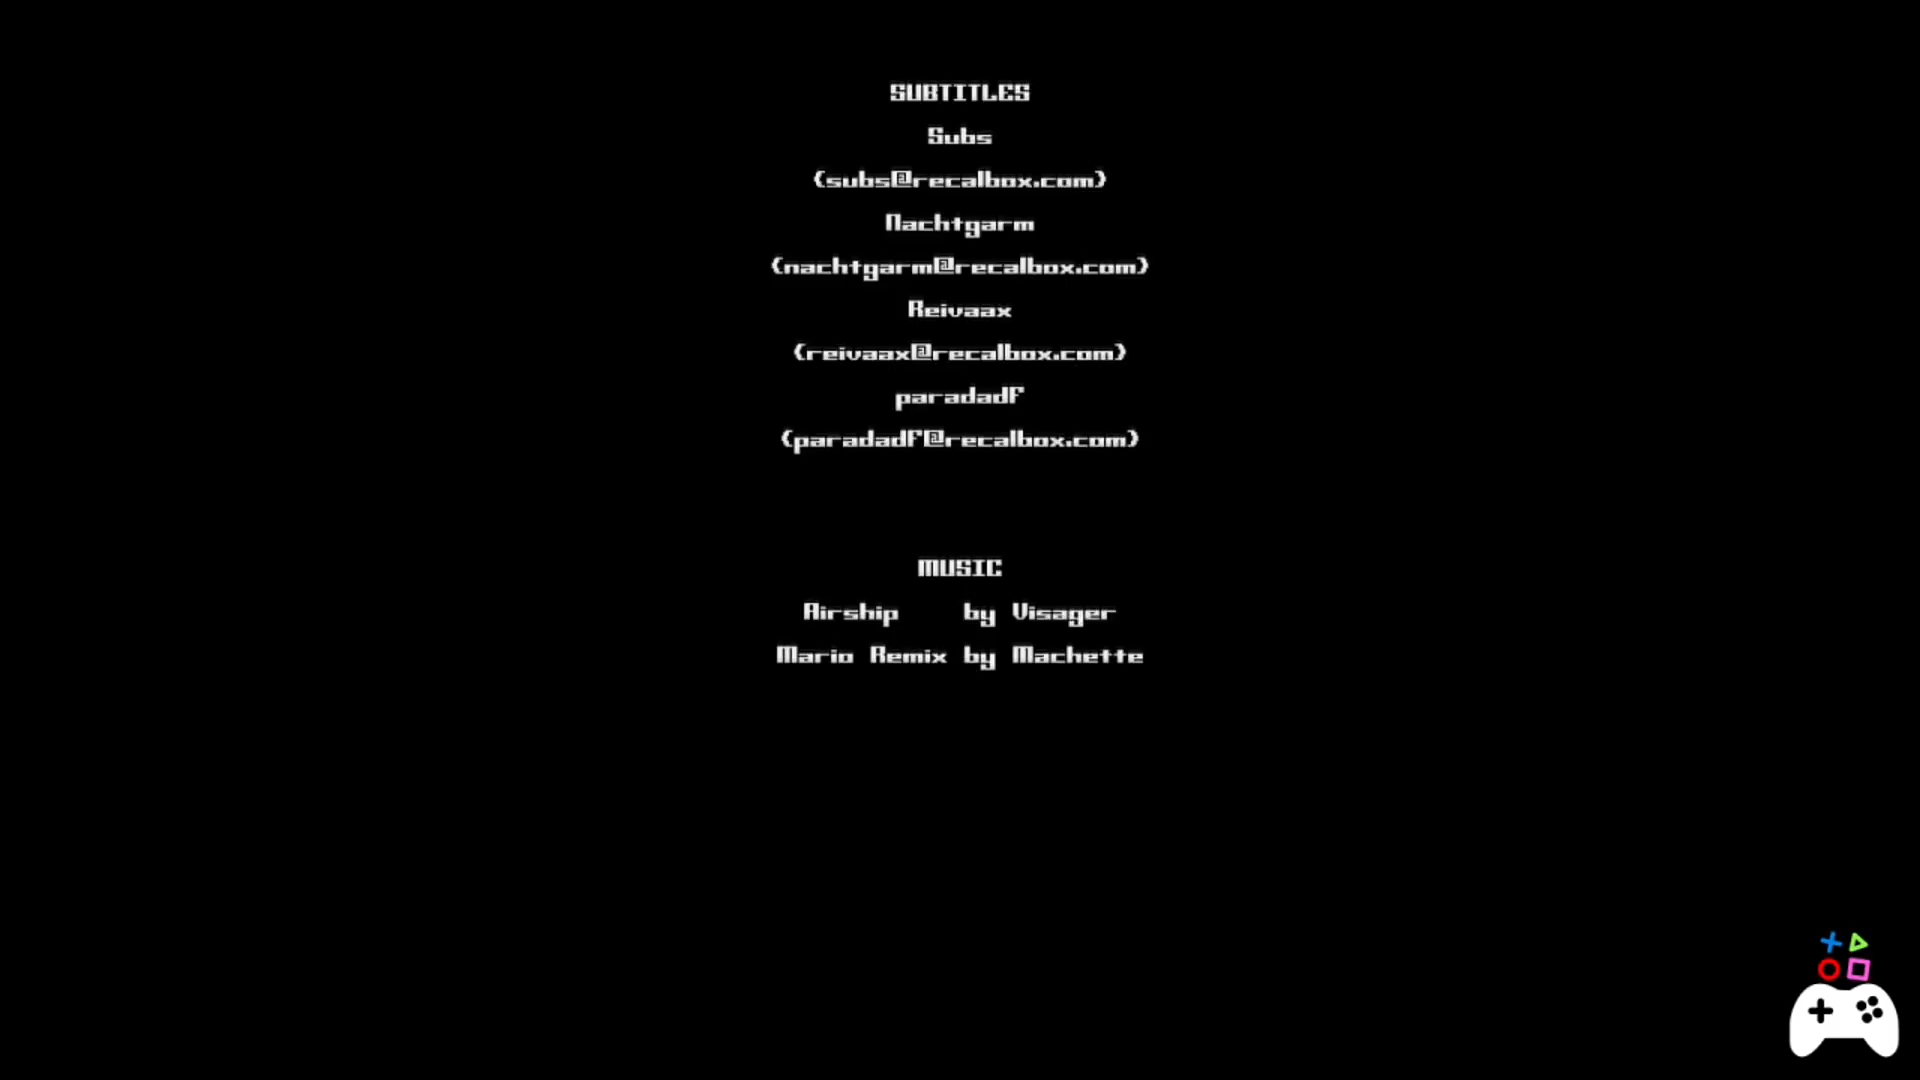 SUBTITLES
Subs
(subs@recalbox.com)
Nachtgarm
(nachtgarm@recalbox.com)
Reivaax
(reivaax@recalbox.com)
paradadf
(paradadf@recalbox.com)
MUSIC
Airship by Visager
Mario Remix by Machette